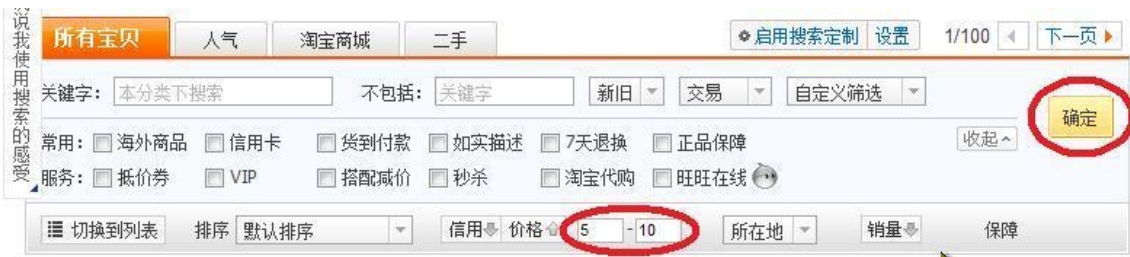 说我使用搜索的感受
所有宝贝 人气 淘宝商城 二手 启用搜索定制 设置 1/100 下一页
关键字: 本分类下搜索 不包括: 关键字 新旧 交易 自定义筛选
确定
常用: 海外商品 信用卡 货到付款 如实描述 7天退换 正品保障 收起
服务: 抵价券 VIP 搭配减价 秒杀 淘宝代购 旺旺在线
切换到列表 排序 默认排序 信用 价格 5 - 10 所在地 销量 保障